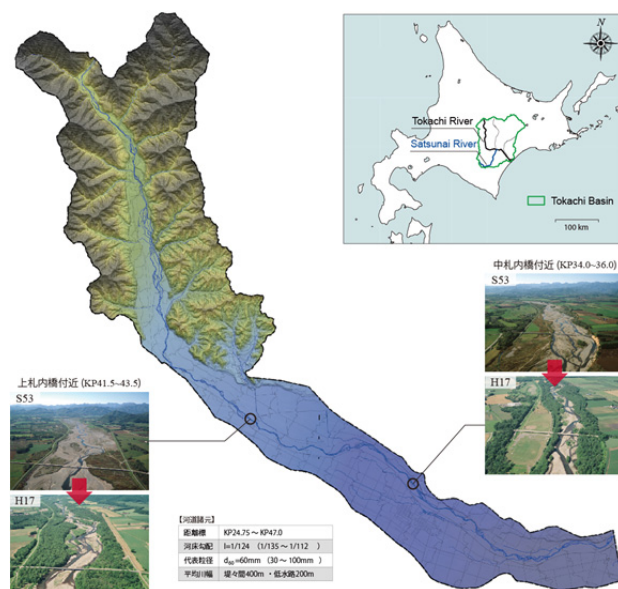 N
Tokachi River
Satsunai River
Tokachi Basin
100 km
中札内橋付近 (KP34.0~36.0)
S53
H17
上札内橋付近 (KP41.5~43.5)
S53
H17
【河道諸元】
距離標 KP24.75 ～ KP47.0
河床勾配 I=1/124 （1/135 ～ 1/112 ）
代表粒径 d60=60mm （30 ～ 100mm）
平均川幅 堤々間400m ・低水路200m